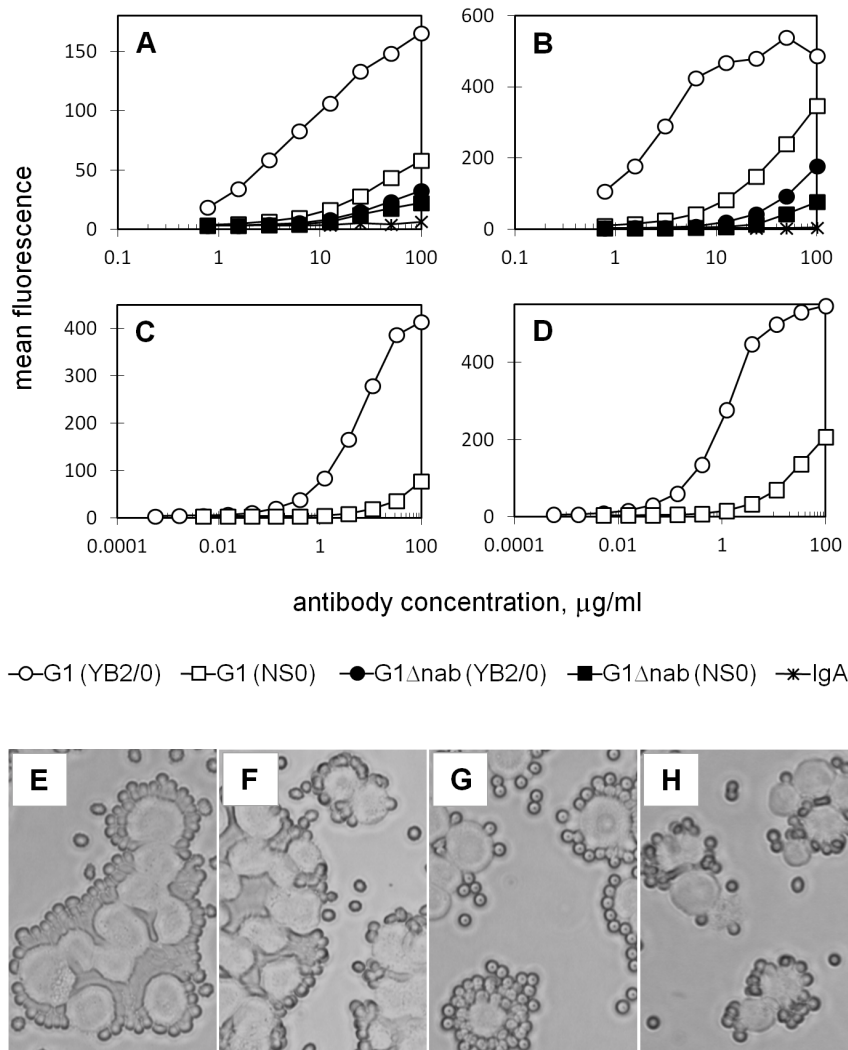 A
B
150
100
50
0
0.1 1 10 100
600
400
200
0
0.1 1 10 100
mean fluorescence
C
D
400
300
200
100
0
0.0001 0.01 1 100
400
200
0
0.0001 0.01 1 100
antibody concentration, μg/ml
G1 (YB2/0) G1 (NS0) G1Δnab (YB2/0) G1Δnab (NS0) IgA
E F G H